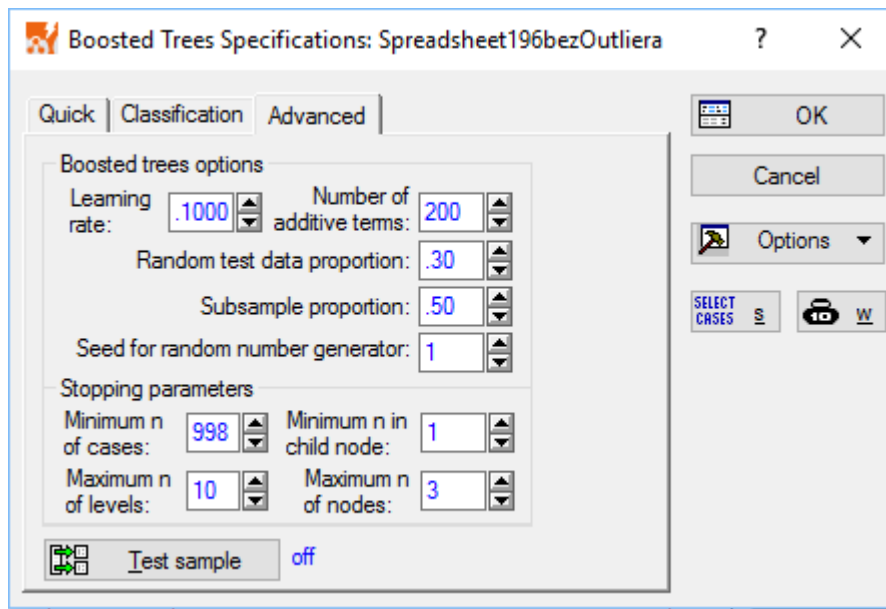 Boosted Trees Specifications: Spreadsheet196bezOutliera ?
Quick Classification Advanced
Boosted trees options
Learning rate: .1000
Number of additive terms: 200
Random test data proportion: .30
Subsample proportion: .50
Seed for random number generator: 1
Stopping parameters
Minimum n of cases: 998
Minimum n in child node: 1
Maximum n of levels: 10
Maximum n of nodes: 3
Test sample off
OK
Cancel
Options
SELECT CASES s
w